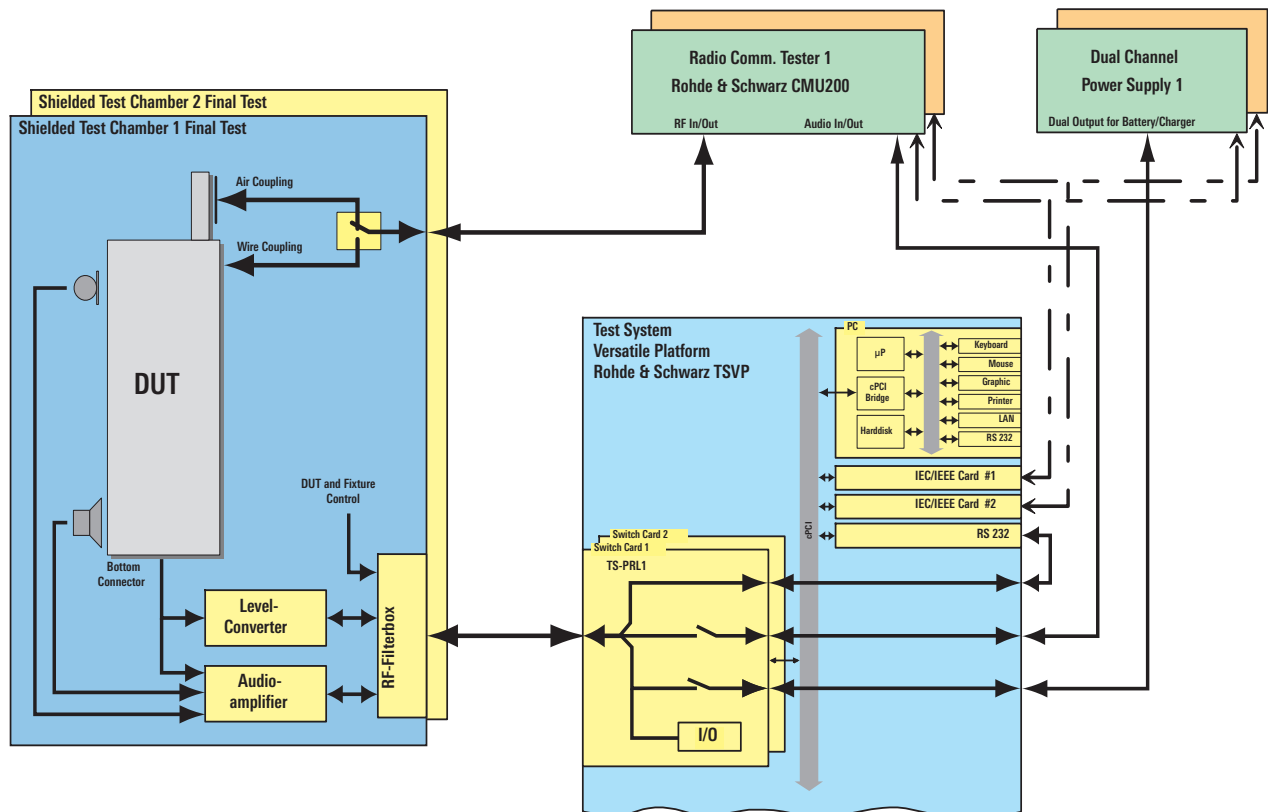 Radio Comm. Tester 1
Rohde & Schwarz CMU200
RF In/Out
Audio In/Out
Dual Channel
Power Supply 1
Dual Output for Battery/Charger
Shielded Test Chamber 2 Final Test
Shielded Test Chamber 1 Final Test
Air Coupling
Wire Coupling
DUT
DUT and Fixture
Control
Bottom
Connector
Level-
Converter
Audio-
amplifier
RF-Filterbox
Test System
Versatile Platform
Rohde & Schwarz TSVP
PC
µP
cPCI
Bridge
Harddisk
Keyboard
Mouse
Graphic
Printer
LAN
RS 232
IEC/IEEE Card #1
IEC/IEEE Card #2
RS 232
cPCI
Switch Card 2
Switch Card 1
TS-PRL1
I/O